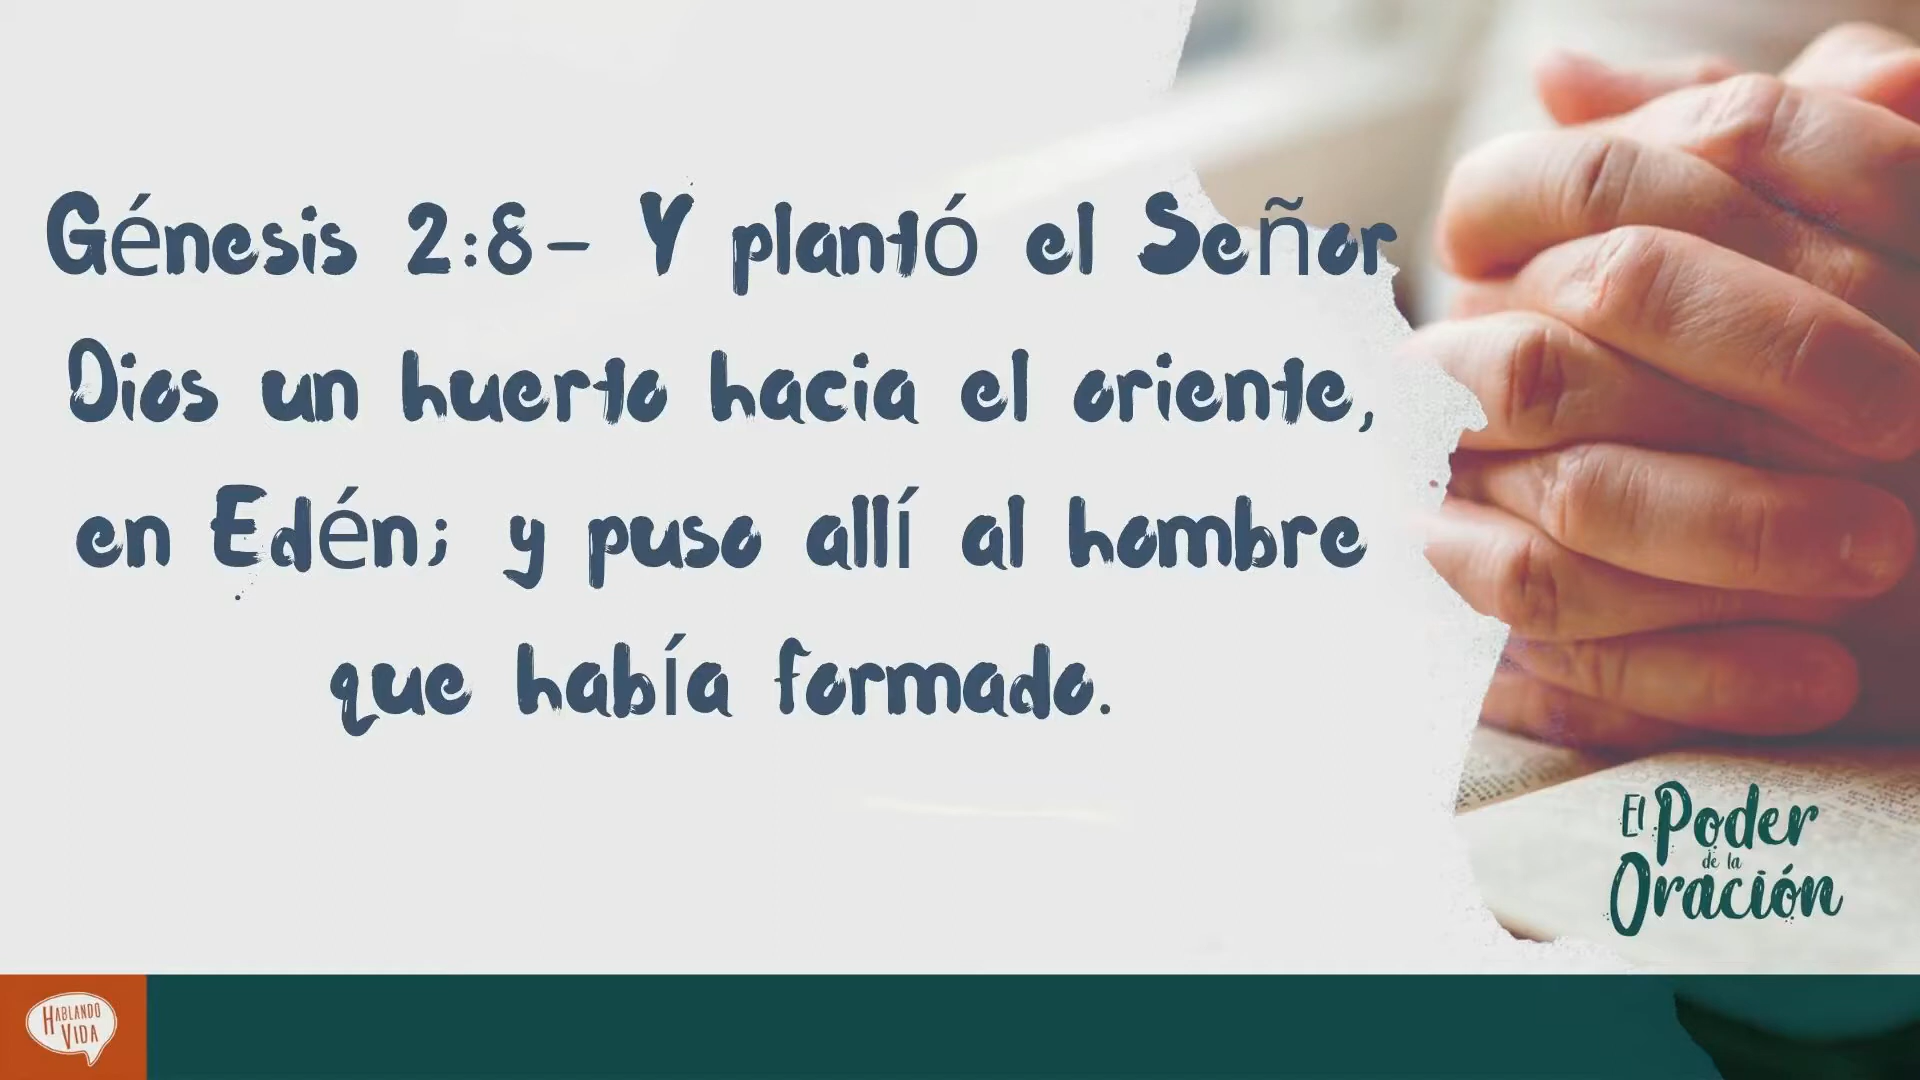 Génesis 2:8- Y plantó el Señor
Dios un huerto hacia el oriente,
en Edén; y puso allí al hombre
que había formado.
El Poder
de la
Oración
HABLANDO
VIDA